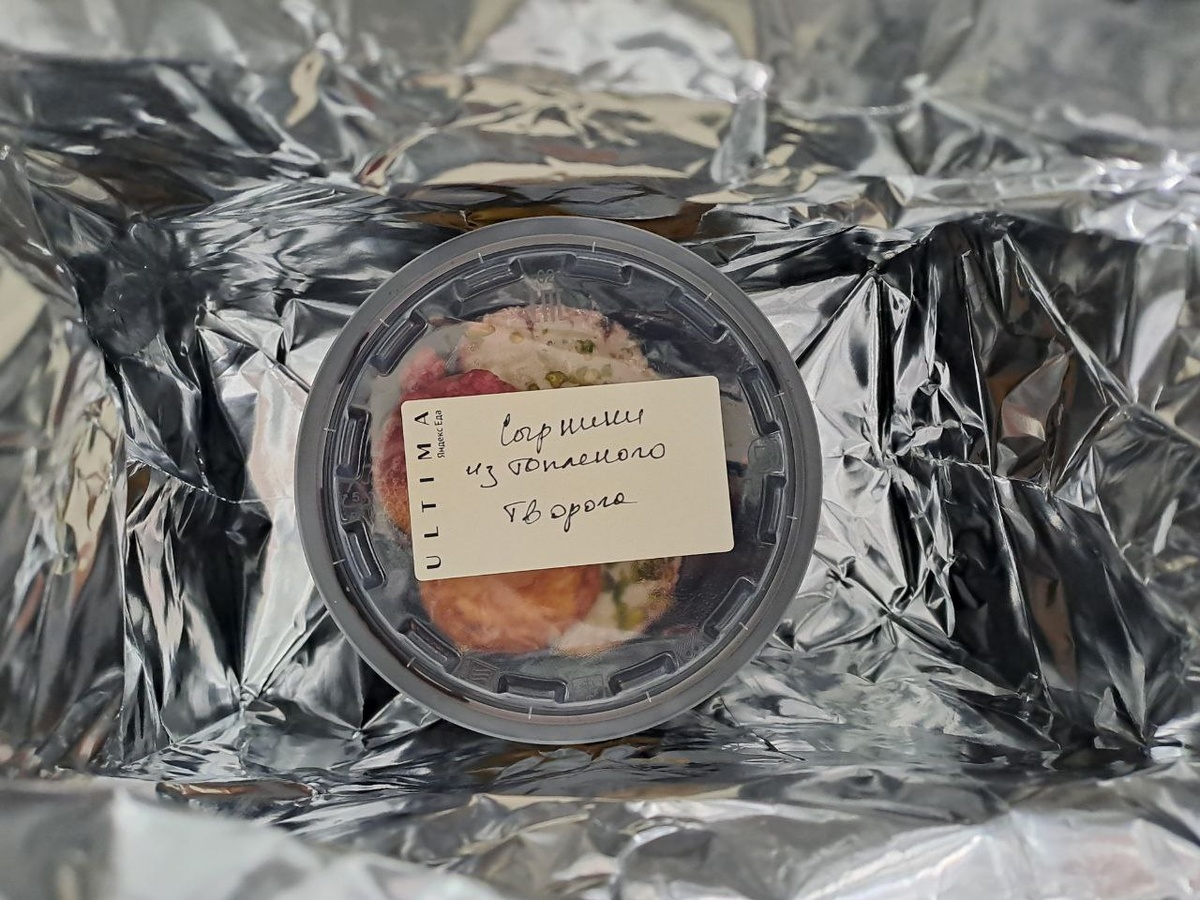 Сырники
из топленого
творога
ULTIMA
Яндекс Еда